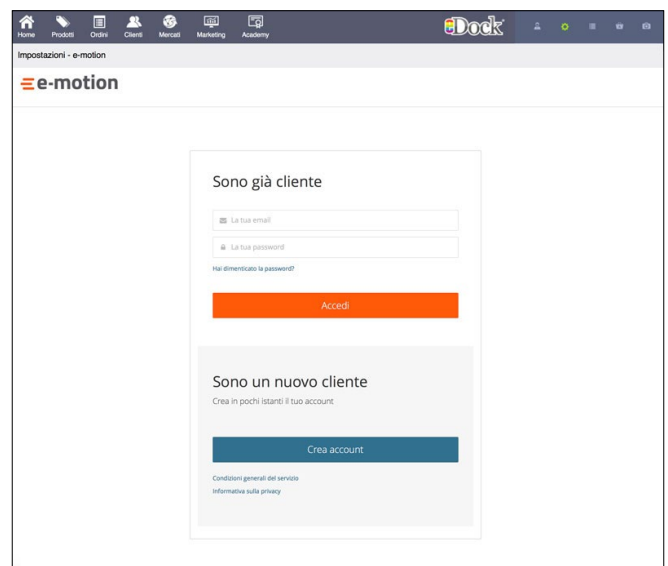 Home Prodotti Ordini Clienti Mercati Marketing Academy
eDock
Impostazioni - e-motion
e-motion
Sono già cliente
La tua email
La tua password
Hai dimenticato la password?
Accedi
Sono un nuovo cliente
Crea in pochi istanti il tuo account
Crea account
Condizioni generali del servizio
Informativa sulla privacy